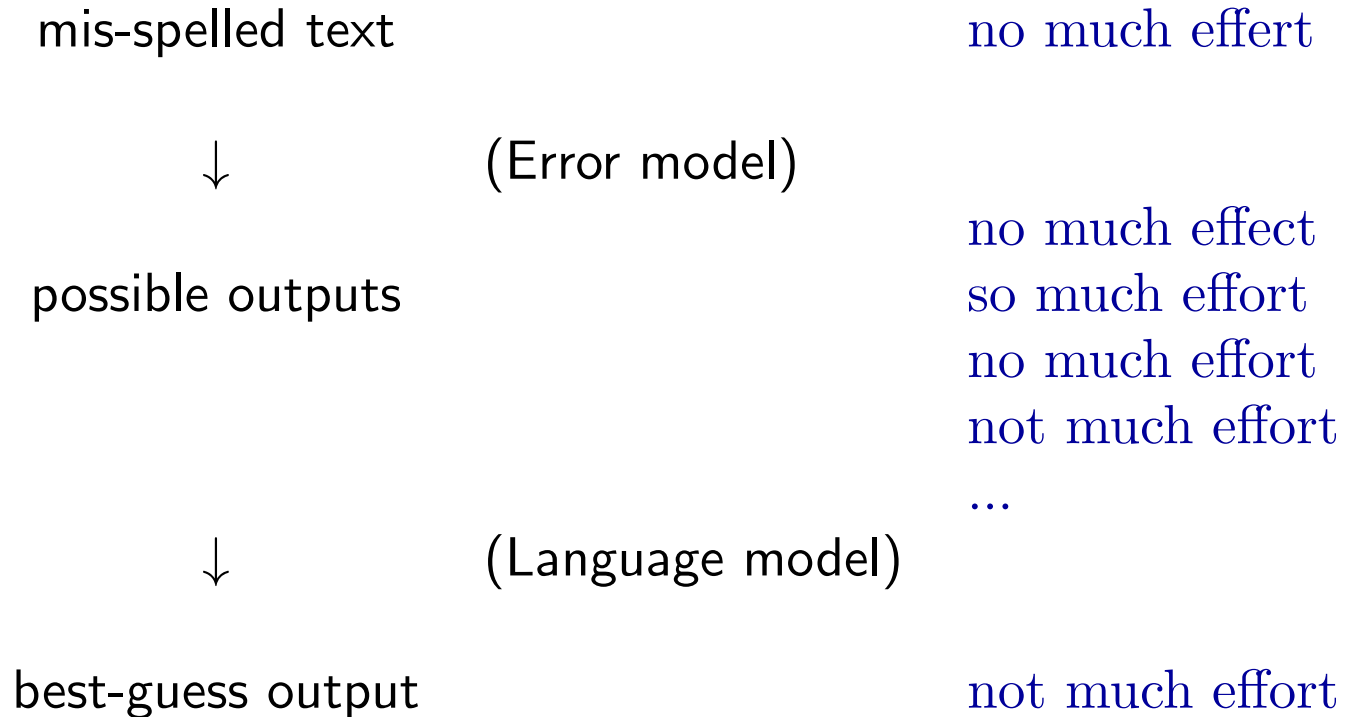 mis-spelled text no much effert
↓ (Error model)
no much effect
possible outputs so much effort
no much effort
not much effort
...
↓ (Language model)
best-guess output not much effort